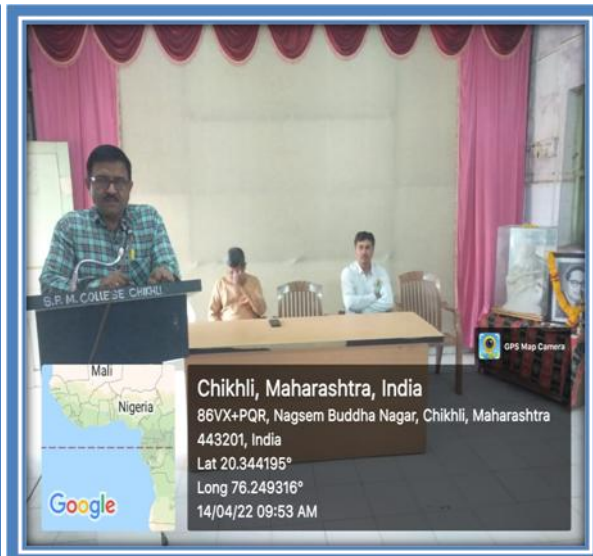 S.P. M. COLLEGE CHIKHLI
GPS Map Camera
Mali
Nigeria
Google
Chikhli, Maharashtra, India
86VX+PQR, Nagsem Buddha Nagar, Chikhli, Maharashtra
443201, India
Lat 20.344195°
Long 76.249316°
14/04/22 09:53 AM